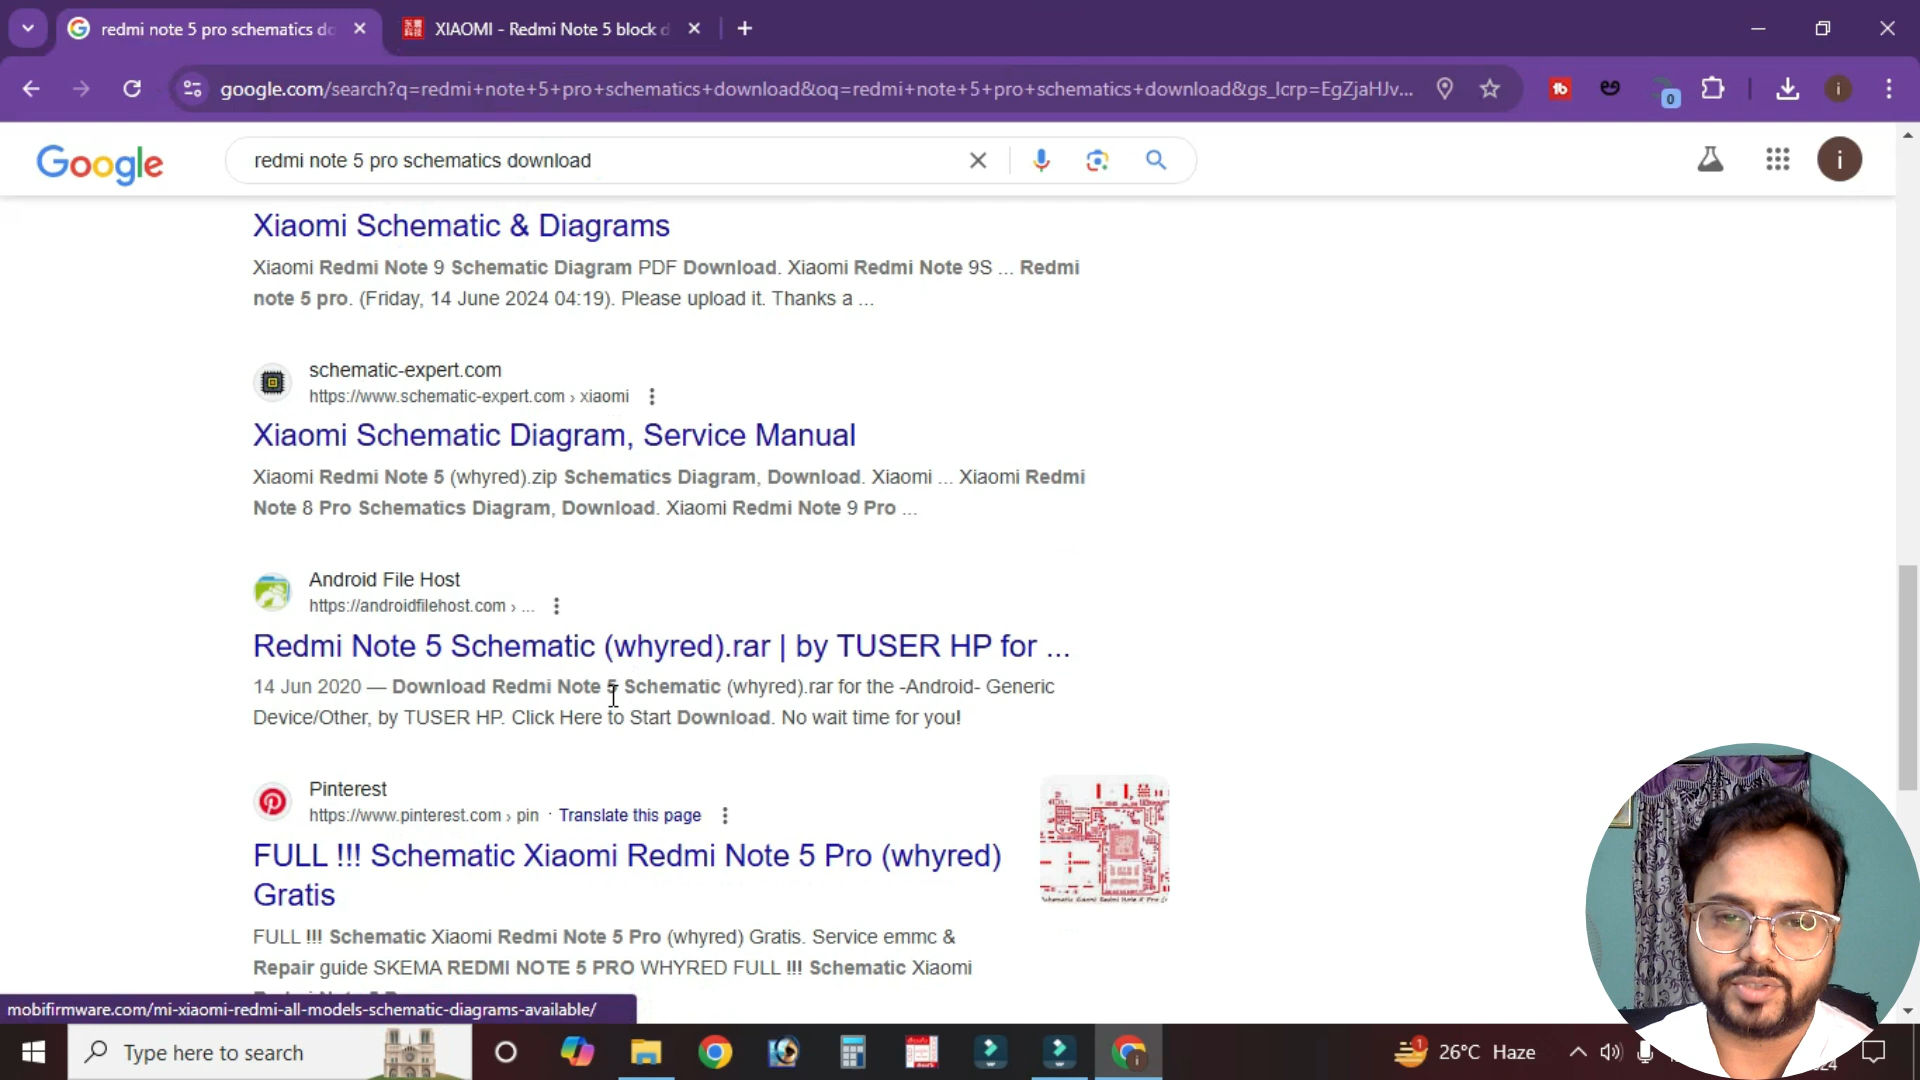 redmi note 5 pro schematics do
XIAOMI - Redmi Note 5 block d
google.com/search?q=redmi+note+5+pro+schematics+download&oq=redmi+note+5+pro+schematics+download&gs_lcrp=EgZjaHJv...
0
i
Google
redmi note 5 pro schematics download
i
Xiaomi Schematic & Diagrams
Xiaomi Redmi Note 9 Schematic Diagram PDF Download. Xiaomi Redmi Note 9S ... Redmi
note 5 pro. (Friday, 14 June 2024 04:19). Please upload it. Thanks a ...
schematic-expert.com
https://www.schematic-expert.com › xiaomi
Xiaomi Schematic Diagram, Service Manual
Xiaomi Redmi Note 5 (whyred).zip Schematics Diagram, Download. Xiaomi ... Xiaomi Redmi
Note 8 Pro Schematics Diagram, Download. Xiaomi Redmi Note 9 Pro ...
Android File Host
https://androidfilehost.com › ...
Redmi Note 5 Schematic (whyred).rar | by TUSER HP for ...
14 Jun 2020 — Download Redmi Note 5 Schematic (whyred).rar for the -Android- Generic
Device/Other, by TUSER HP. Click Here to Start Download. No wait time for you!
Pinterest
https://www.pinterest.com › pin · Translate this page
FULL !!! Schematic Xiaomi Redmi Note 5 Pro (whyred)
Gratis
FULL !!! Schematic Xiaomi Redmi Note 5 Pro (whyred) Gratis. Service emmc &
Repair guide SKEMA REDMI NOTE 5 PRO WHYRED FULL !!! Schematic Xiaomi
mobifirmware.com/mi-xiaomi-redmi-all-models-schematic-diagrams-available/
Type here to search
1
26°C Haze